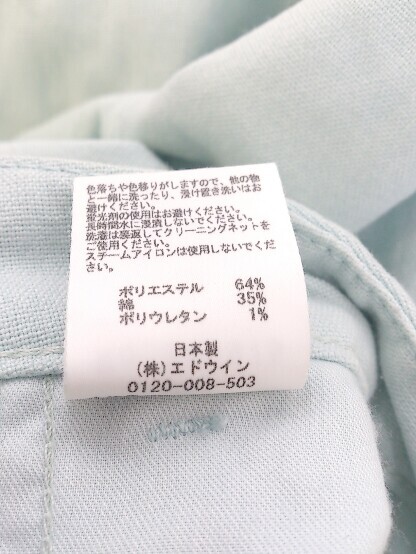 色落ちや色移りがしますので、他の物
と一緒に洗ったり、浸け置き洗いはお
避けください。
蛍光剤の使用はお避けください。
長時間水に浸漬しないでください。
洗濯は裏返してクリーニングネットを
ご使用ください。
スチームアイロンは使用しないでくだ
さい。
ポリエステル 64%
綿 35%
ポリウレタン 1%
日本製
(株)エドウイン
0120-008-503